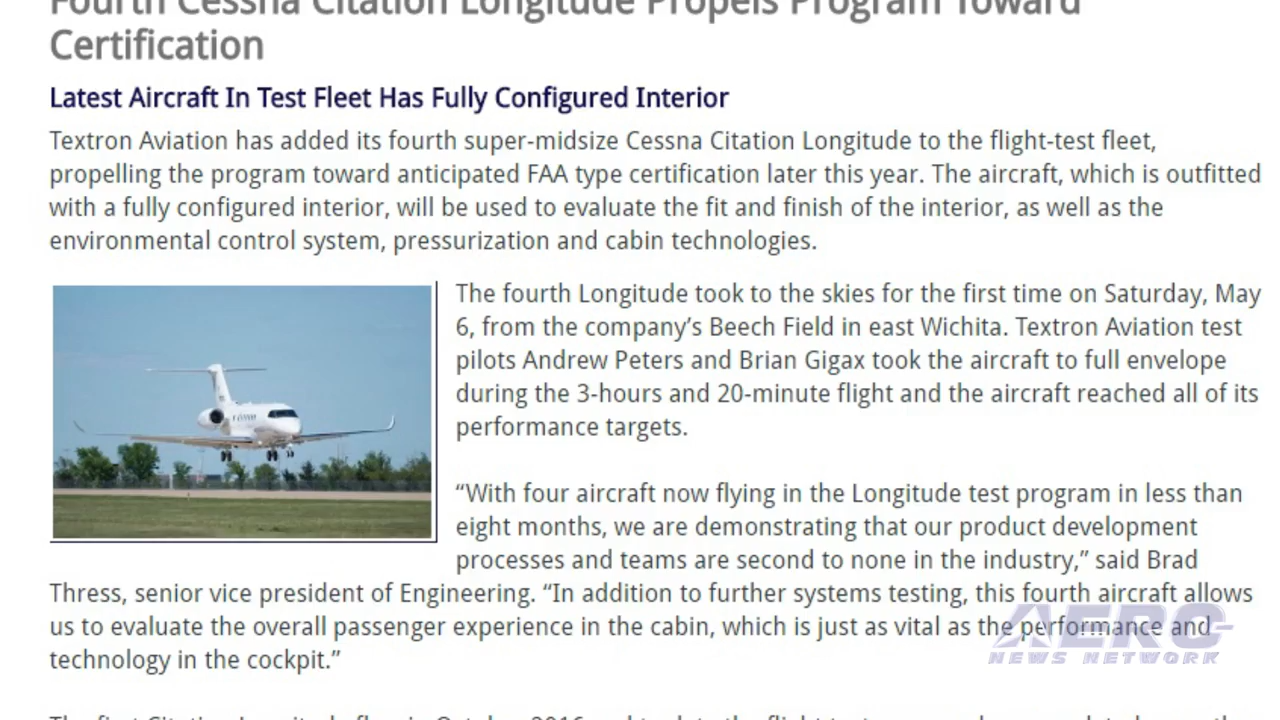 Fourth Cessna Citation Longitude Propels Program Toward
Certification
Latest Aircraft In Test Fleet Has Fully Configured Interior
Textron Aviation has added its fourth super-midsize Cessna Citation Longitude to the flight-test fleet,
propelling the program toward anticipated FAA type certification later this year. The aircraft, which is outfitted
with a fully configured interior, will be used to evaluate the fit and finish of the interior, as well as the
environmental control system, pressurization and cabin technologies.
The fourth Longitude took to the skies for the first time on Saturday, May
6, from the company’s Beech Field in east Wichita. Textron Aviation test
pilots Andrew Peters and Brian Gigax took the aircraft to full envelope
during the 3-hours and 20-minute flight and the aircraft reached all of its
performance targets.
“With four aircraft now flying in the Longitude test program in less than
eight months, we are demonstrating that our product development
processes and teams are second to none in the industry,” said Brad
Thress, senior vice president of Engineering. “In addition to further systems testing, this fourth aircraft allows
us to evaluate the overall passenger experience in the cabin, which is just as vital as the performance and
technology in the cockpit.”
AERO
NEWS NETWORK